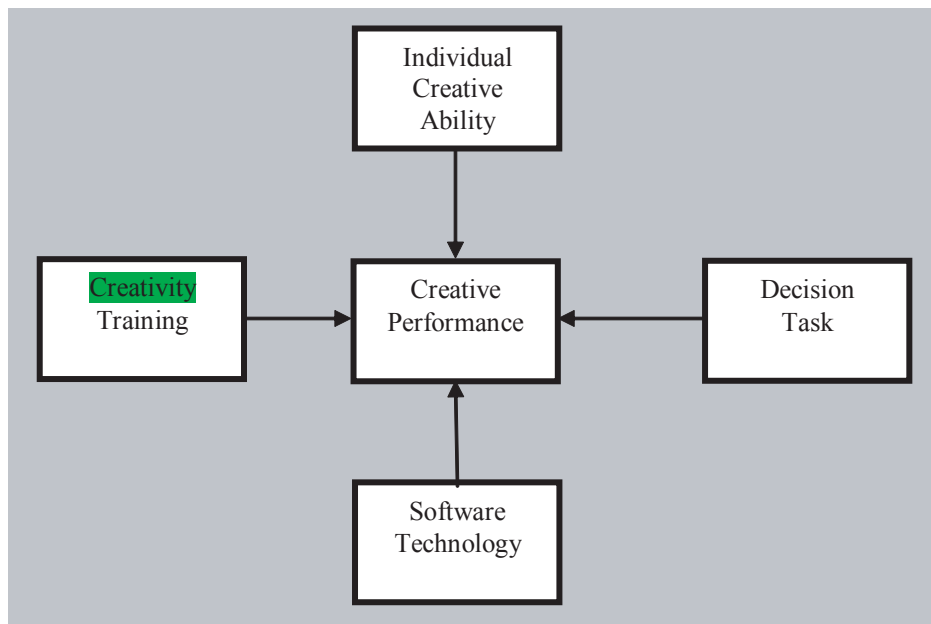 Individual
Creative
Ability
Creativity
Training
Creative
Performance
Decision
Task
Software
Technology